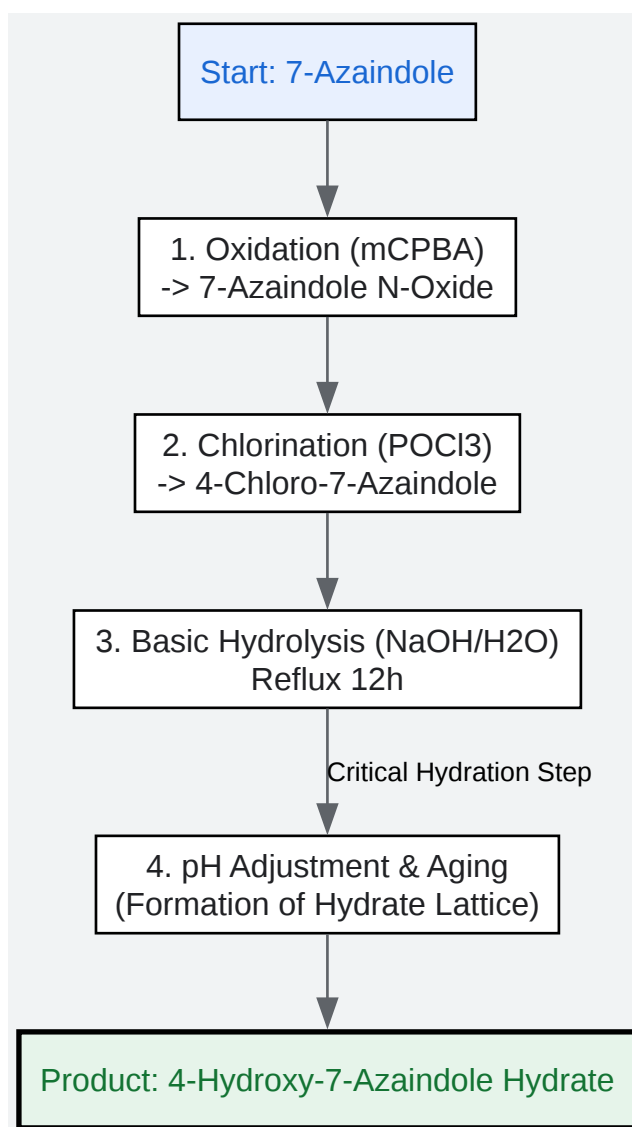 Start: 7-Azaindole
1. Oxidation (mCPBA)
-> 7-Azaindole N-Oxide
2. Chlorination (POCl3)
-> 4-Chloro-7-Azaindole
3. Basic Hydrolysis (NaOH/H2O)
Reflux 12h
Critical Hydration Step
4. pH Adjustment & Aging
(Formation of Hydrate Lattice)
Product: 4-Hydroxy-7-Azaindole Hydrate